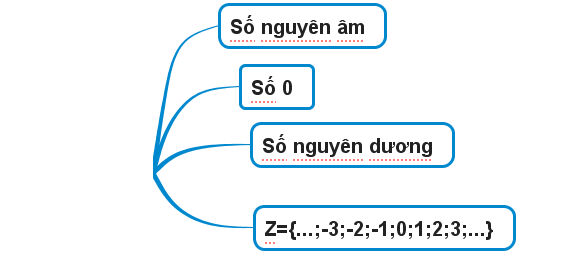 Số nguyên âm
Số 0
Số nguyên dương
Z={...;-3;-2;-1;0;1;2;3;...}